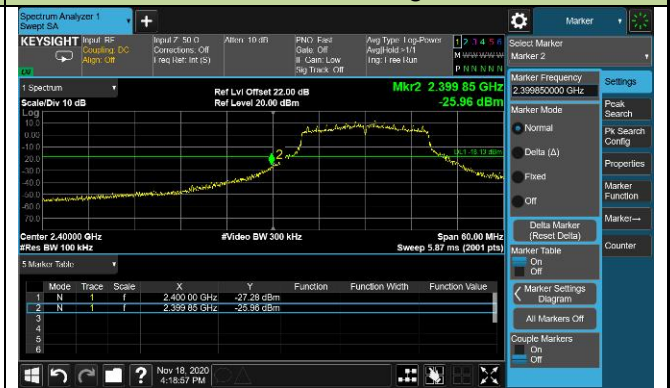 Spectrum Analyzer 1
Swept SA
Marker
KEYSIGHT
Input: RF
Coupling: DC
Align: Off
Input Z: 50 Ω
Corrections: Off
Freq Ref: Int (S)
Atten: 10 dB
PNO: Fast
Gate: Off
IF Gain: Low
Sig Track: Off
Avg Type: Log-Power
Avg|Hold:>1/1
Trig: Free Run
1 2 3 4 5 6
M W W W W W
P N N N N N
Select Marker
Marker 2
1 Spectrum
Scale/Div 10 dB
Log
Ref Lvl Offset 22.00 dB
Ref Level 20.00 dBm
Mkr2 2.399 85 GHz
-25.96 dBm
10.0
0.00
-10.0
-20.0
-30.0
-40.0
-50.0
-60.0
-70.0
2
Center 2.40000 GHz
#Res BW 100 kHz
#Video BW 300 kHz
Span 60.00 MHz
Sweep 5.87 ms (2001 pts)
5 Marker Table
Mode Trace Scale X Y Function Function Width Function Value
1 N 1 f 2.400 00 GHz -27.28 dBm
2 N 1 f 2.399 85 GHz -25.96 dBm
3
4
5
6
Marker Frequency
2.399850000 GHz
Marker Mode
Normal
Delta (Δ)
Fixed
Off
Delta Marker
(Reset Delta)
Marker Table
On
Off
Marker Settings
Diagram
All Markers Off
Couple Markers
On
Off
Settings
Peak
Search
Pk Search
Config
Properties
Marker
Function
Marker→
Counter
Nov 18, 2020
4:18:57 PM